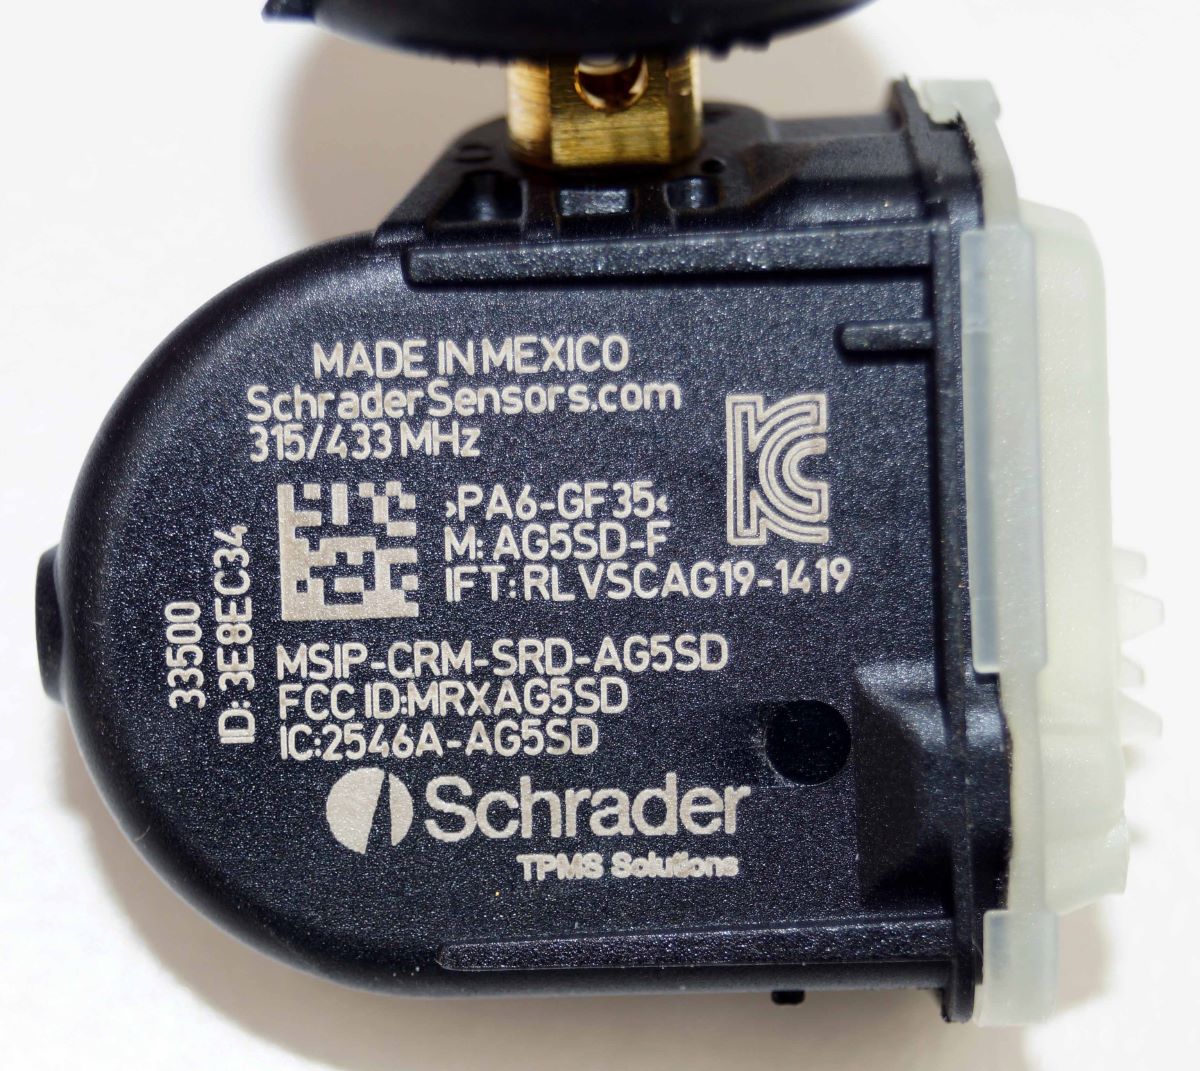 MADE IN MEXICO
SchraderSensors.com
315/433 MHz
›PA6-GF35‹
M: AG5SD-F
IFT: RLVSCAG19-1419
33500
ID: 3E8EC34
MSIP-CRM-SRD-AG5SD
FCC ID:MRXAG5SD
IC:2546A-AG5SD
Schrader
TPMS Solutions